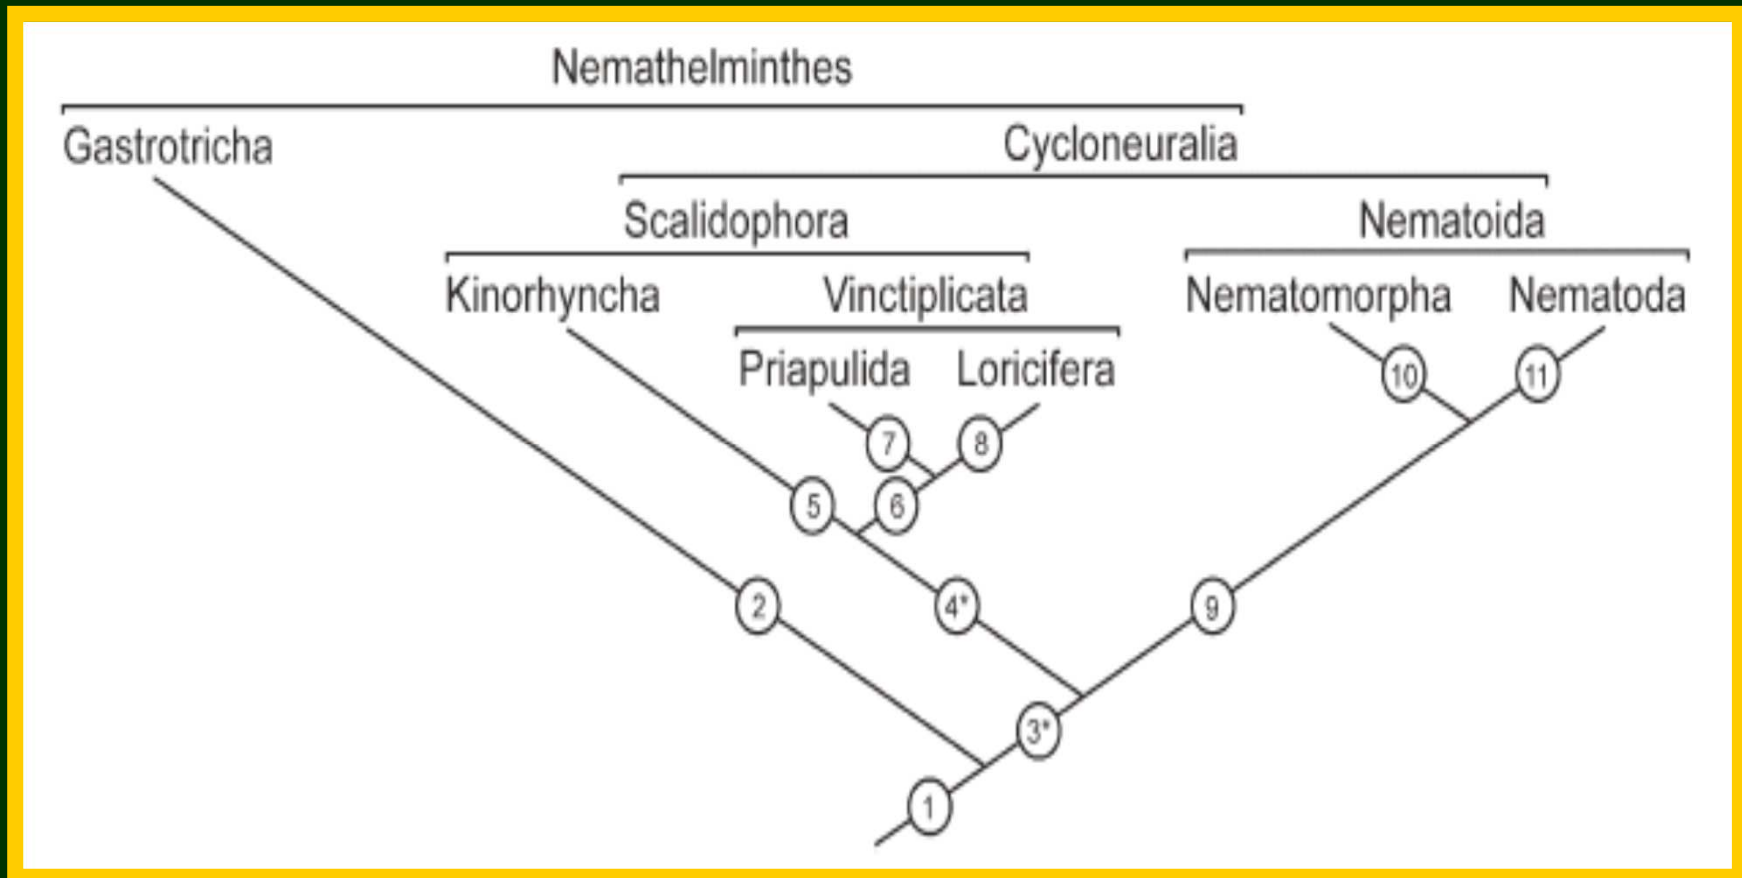 Nemathelminthes
Gastrotricha Cycloneuralia
Scalidophora Nematoida
Kinorhyncha Vinctiplicata Nematomorpha Nematoda
Priapulida Loricifera
10 11
7 8
5 6
2 4* 9
3*
1